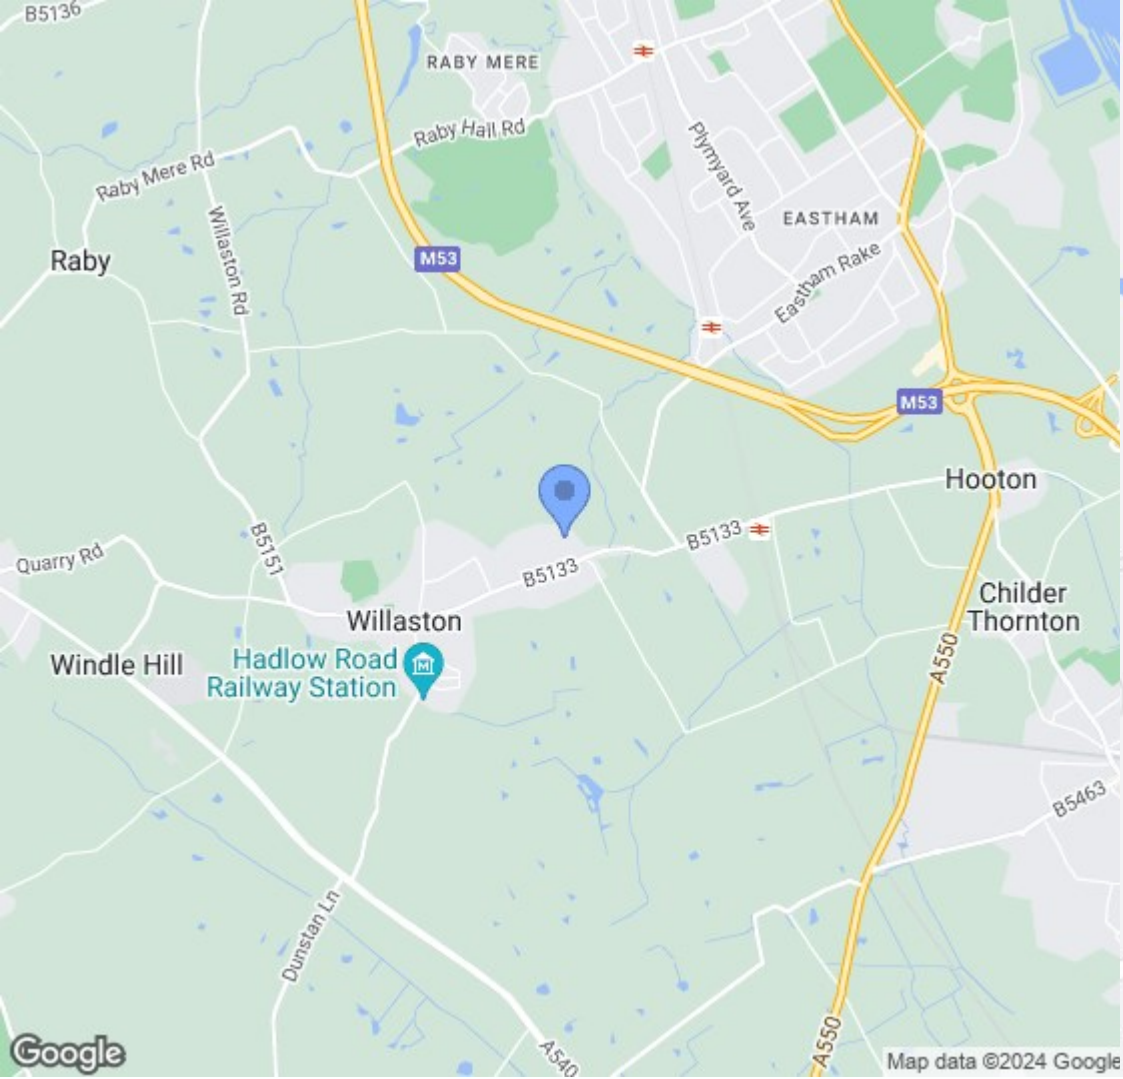 B5136
RABY MERE
Raby Hall Rd
Plymyard Ave
Raby Mere Rd
EASTHAM
Willaston Rd
Raby
M53
Eastham Rake
M53
Hooton
B5151
B5133
B5133
Quarry Rd
Childer
Thornton
Willaston
A550
Hadlow Road
Railway Station
Windle Hill
B5463
Dunstan Ln
A550
A540
Google
Map data ©2024 Google